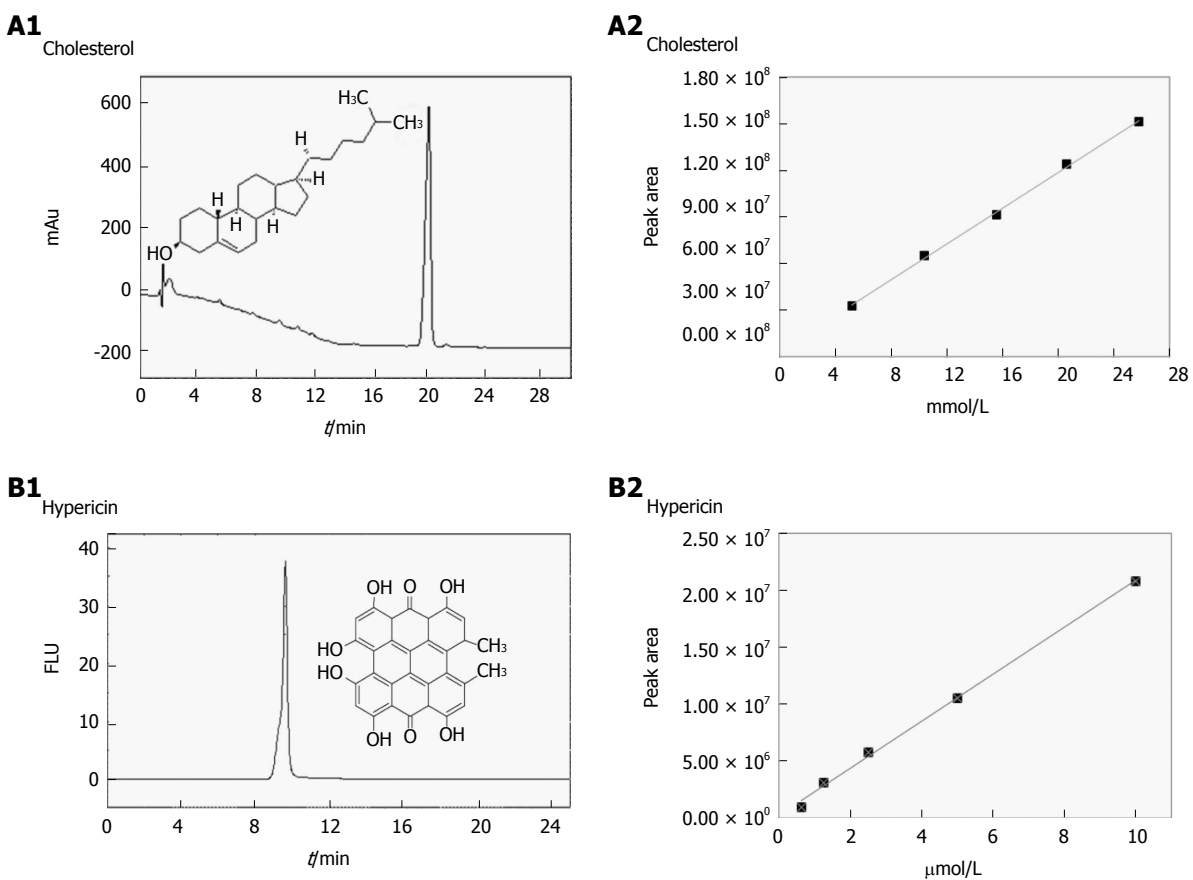 A1
Cholesterol
600
400
200
0
-200
mAu
H₃C
CH₃
H
H
H
H
H
HO
0 4 8 12 16 20 24 28
t/min
A2
Cholesterol
1.80 × 10⁸
1.50 × 10⁸
1.20 × 10⁸
9.00 × 10⁷
6.00 × 10⁷
3.00 × 10⁷
0.00 × 10⁸
Peak area
0 4 8 12 16 20 24 28
mmol/L
B1
Hypericin
40
30
20
10
0
FLU
OH O OH
HO CH₃
HO CH₃
OH O OH
0 4 8 12 16 20 24
t/min
B2
Hypericin
2.50 × 10⁷
2.00 × 10⁷
1.50 × 10⁷
1.00 × 10⁷
5.00 × 10⁶
0.00 × 10⁰
Peak area
0 2 4 6 8 10
μmol/L